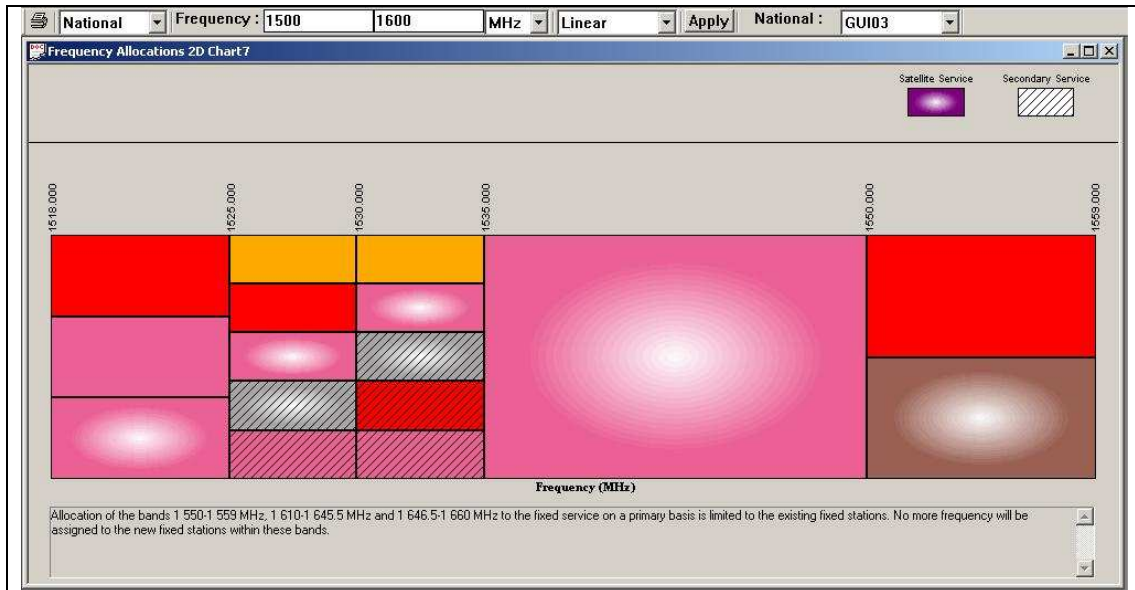 National Frequency : 1500 1600 MHz Linear Apply National : GUI03
Frequency Allocations 2D Chart7
Satellite Service Secondary Service
1518.000 1525.000 1530.000 1535.000 1550.000 1559.000
Frequency (MHz)
Allocation of the bands 1 550-1 559 MHz, 1 610-1 645.5 MHz and 1 646.5-1 660 MHz to the fixed service on a primary basis is limited to the existing fixed stations. No more frequency will be
assigned to the new fixed stations within these bands.